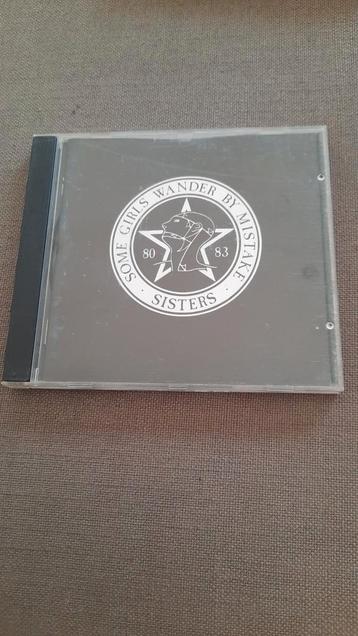 SOME GIRLS WANDER BY MISTAKE
80 83
· SISTERS ·